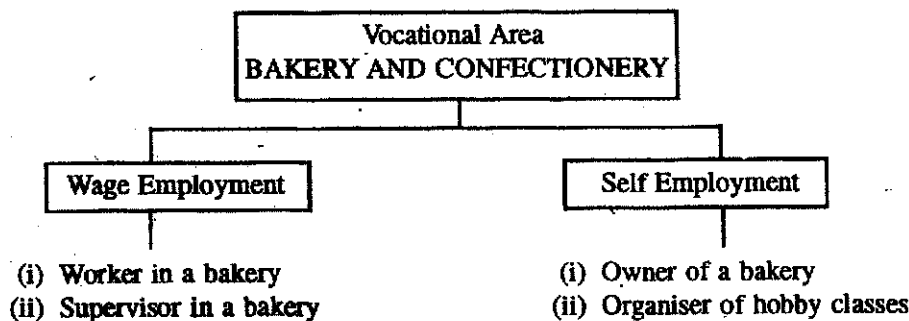 Vocational Area
BAKERY AND CONFECTIONERY
Wage Employment
Self Employment
(i) Worker in a bakery
(ii) Supervisor in a bakery
(i) Owner of a bakery
(ii) Organiser of hobby classes